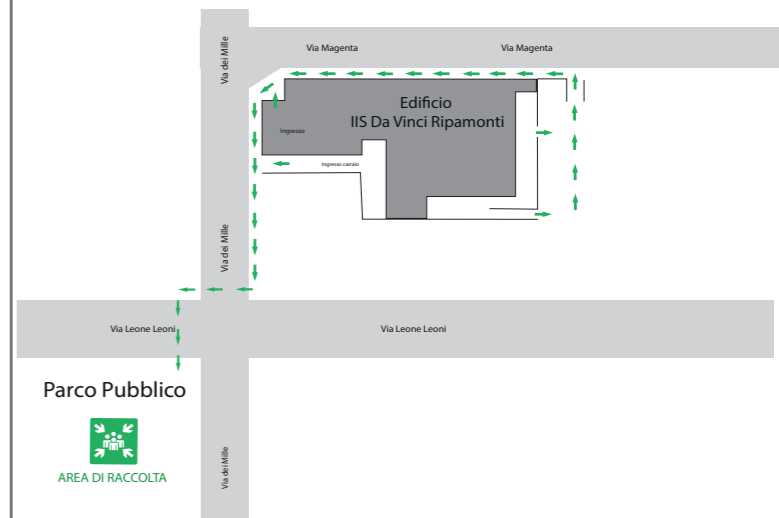 Via dei Mille
Via Magenta
Via Magenta
Edificio
IIS Da Vinci Ripamonti
Ingresso
Ingresso carraio
Via dei Mille
Via Leone Leoni
Via Leone Leoni
Parco Pubblico
AREA DI RACCOLTA
Via dei Mille